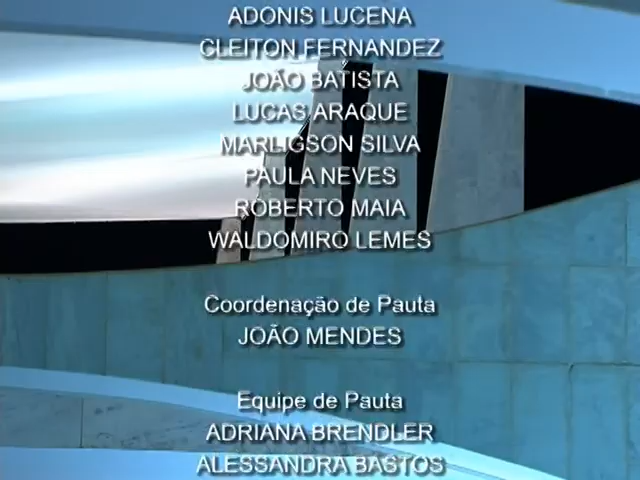 ADONIS LUCENA
CLEITON FERNANDEZ
JOÃO BATISTA
LUCAS ARAQUE
MARLIGSON SILVA
PAULA NEVES
ROBERTO MAIA
WALDOMIRO LEMES
Coordenação de Pauta
JOÃO MENDES
Equipe de Pauta
ADRIANA BRENDLER
ALESSANDRA BASTOS